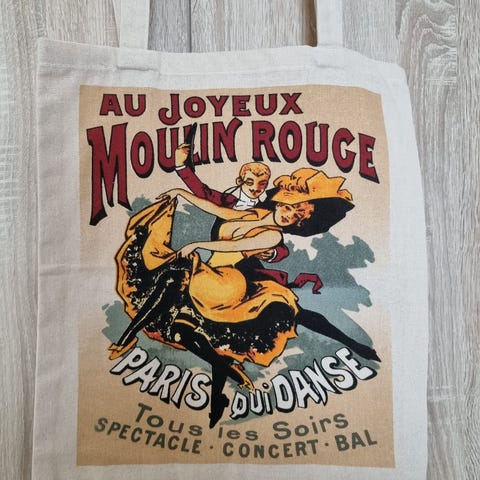 AU JOYEUX
MOULIN ROUGE
PARIS QUI DANSE
Tous les Soirs
SPECTACLE · CONCERT · BAL